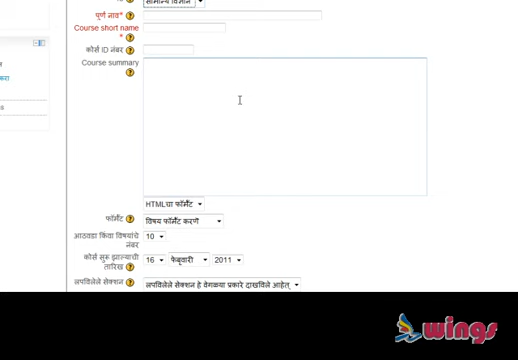 सामान्य विज्ञान
पूर्ण नाव*
Course short name
*
कोर्स ID नंबर
Course summary
HTMLचा फॉर्मेट
फॉर्मॅट
विषय फॉर्मॅट करणे
आठवडा किंवा विषयांचे
नंबर
10
कोर्स सुरू झाल्याची
तारिख
16 फेब्रुवारी 2011
लपविलेले सेक्शन
लपविलेले सेक्शन हे वेगळ्या प्रकारे दाखविले आहेत.
wings